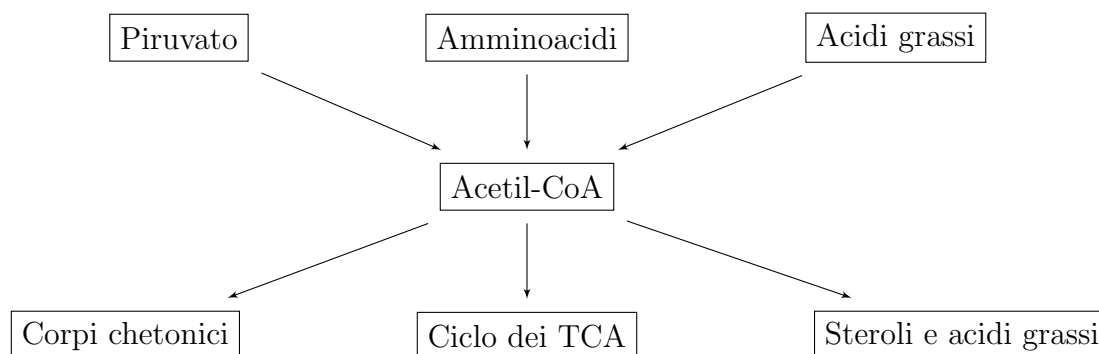 Piruvato
Amminoacidi
Acidi grassi
Acetil-CoA
Corpi chetonici
Ciclo dei TCA
Steroli e acidi grassi